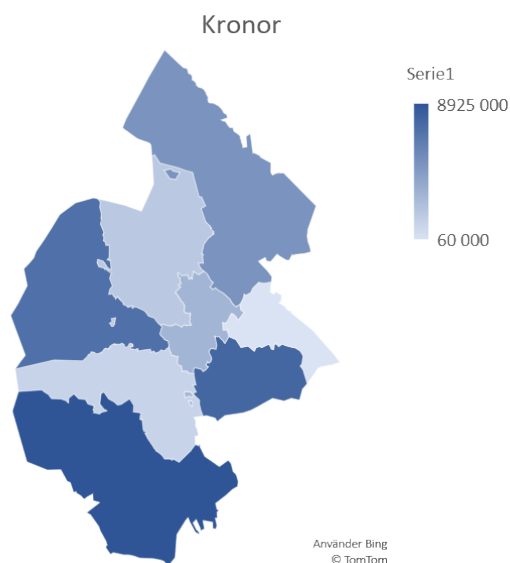 Kronor
Serie1
8925 000
60 000
Använder Bing
© TomTom